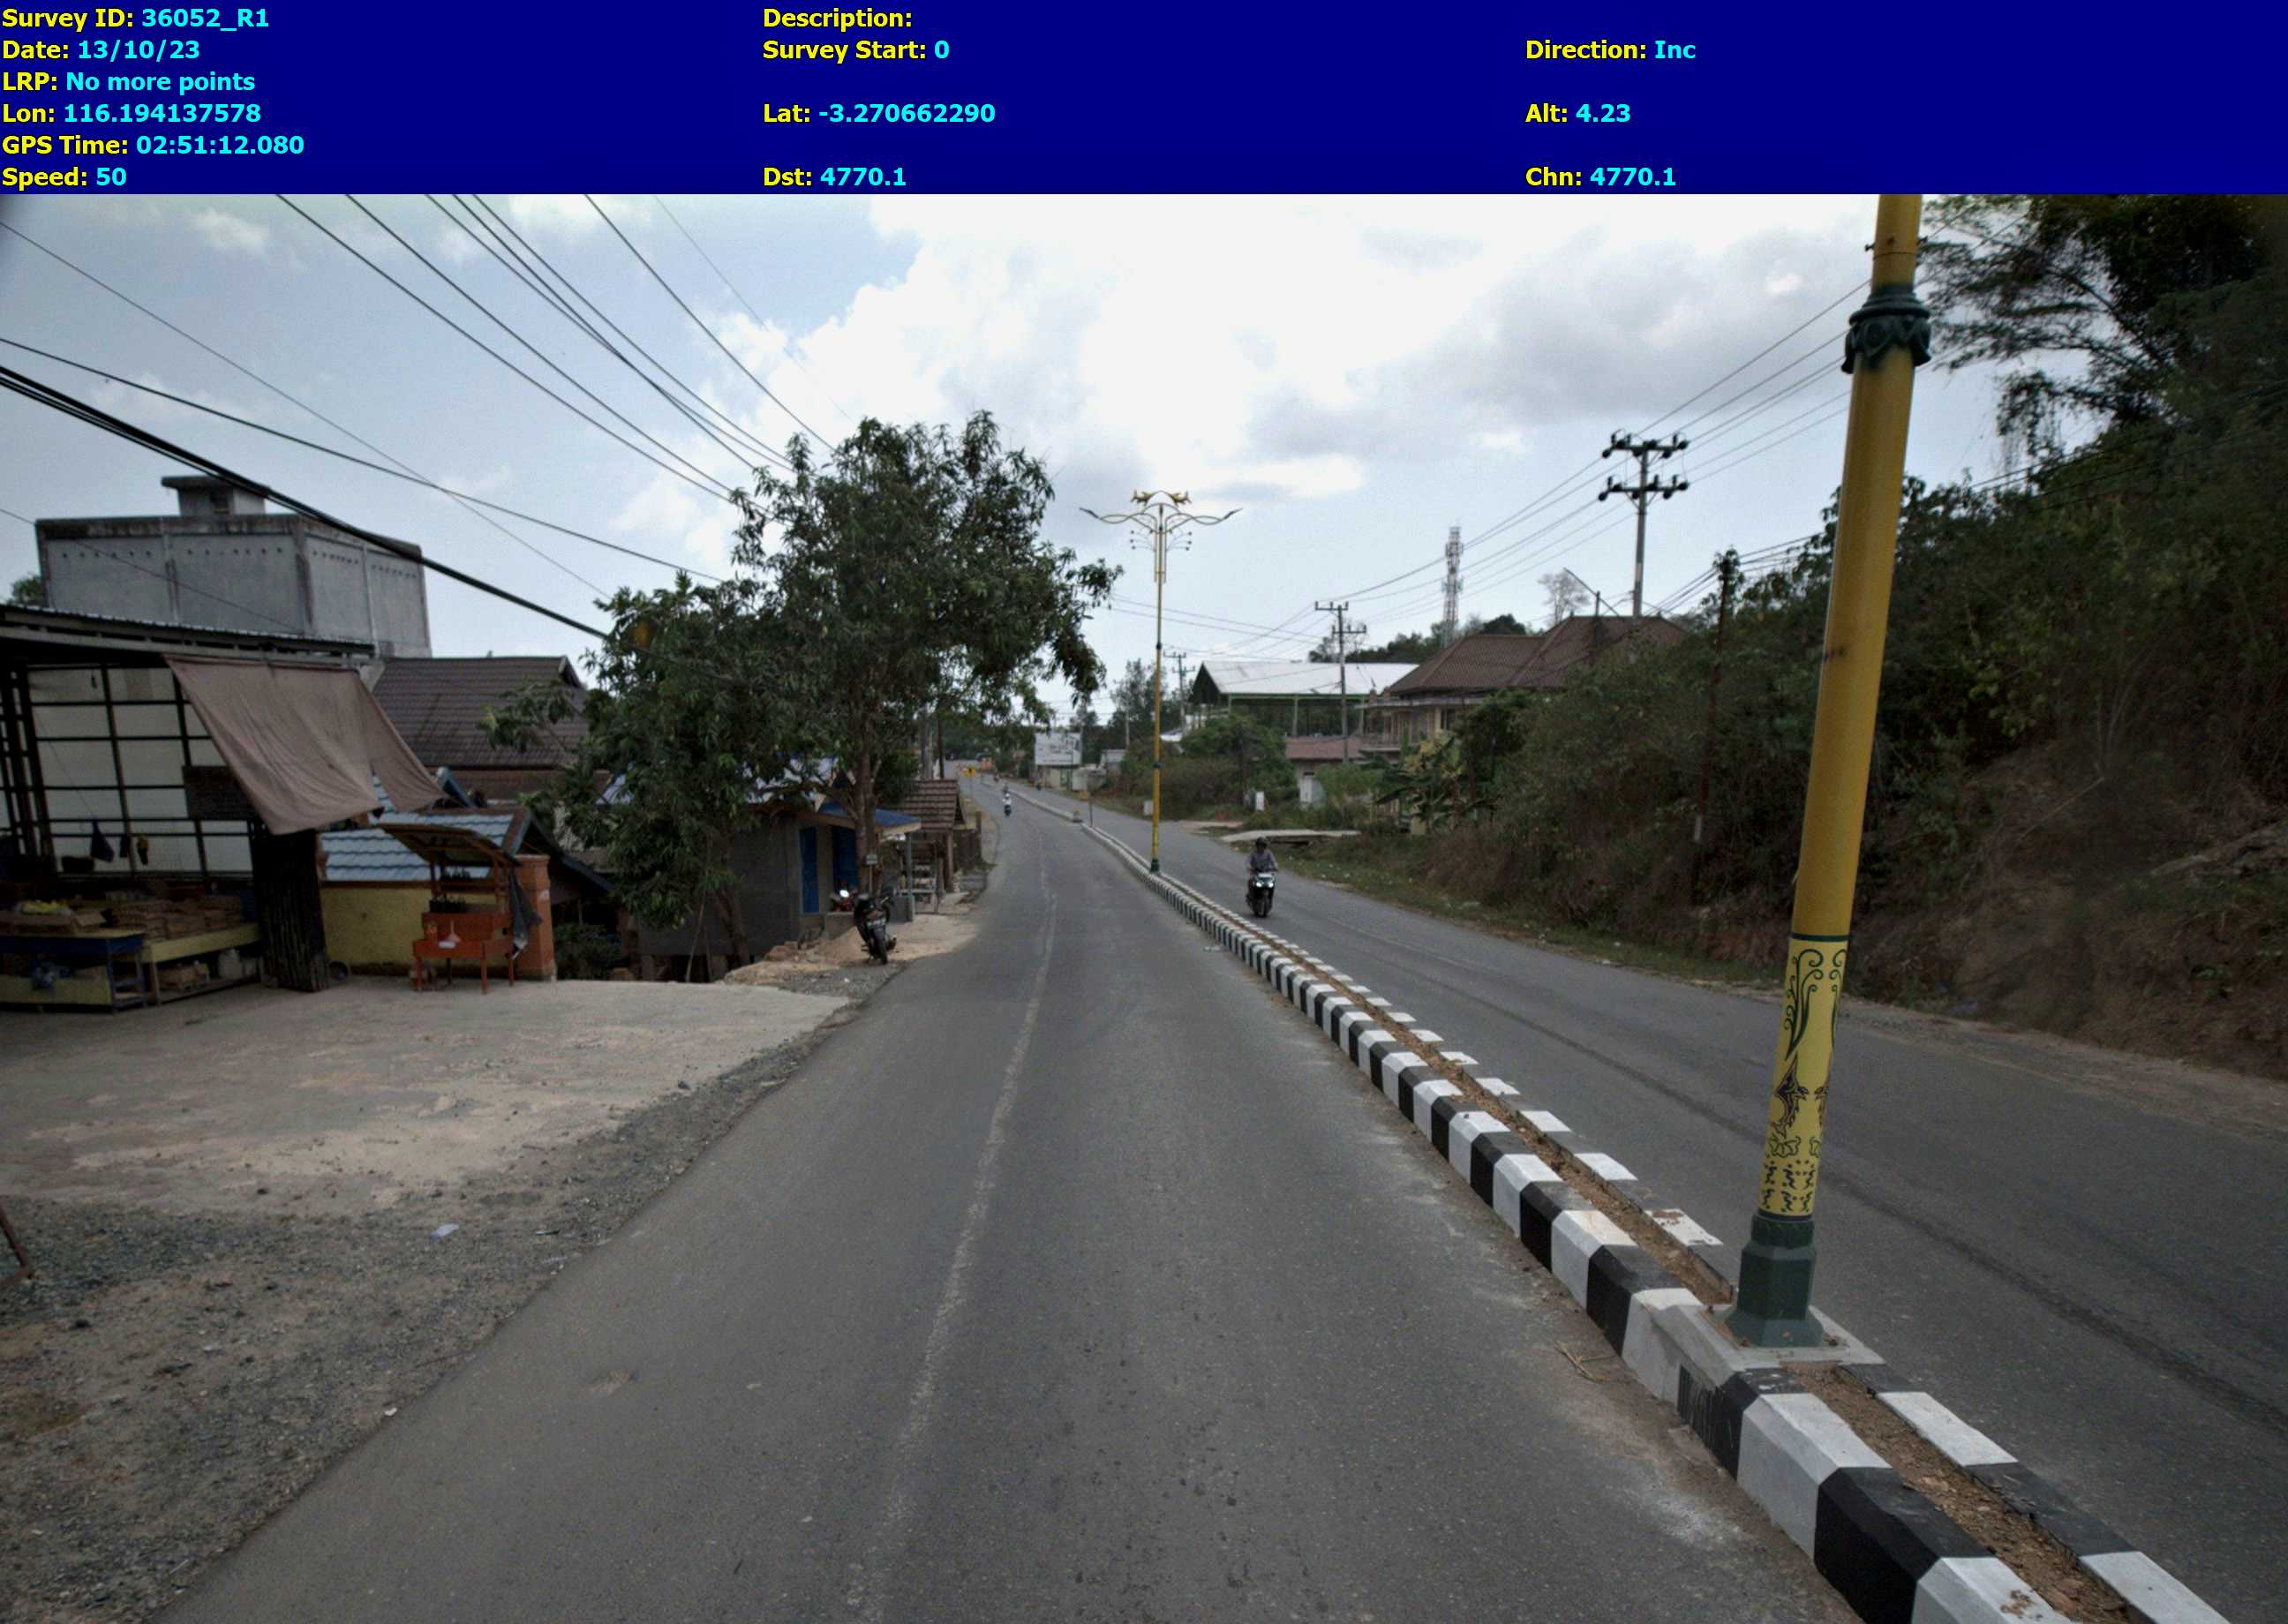 Survey ID: 36052_R1
Description:
Date: 13/10/23
Survey Start: 0
Direction: Inc
LRP: No more points
Lon: 116.194137578
Lat: -3.270662290
Alt: 4.23
GPS Time: 02:51:12.080
Speed: 50
Dst: 4770.1
Chn: 4770.1